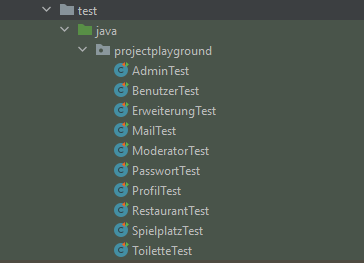 test
java
projectplayground
AdminTest
BenutzerTest
ErweiterungTest
MailTest
ModeratorTest
PasswortTest
ProfilTest
RestaurantTest
SpielplatzTest
ToiletteTest